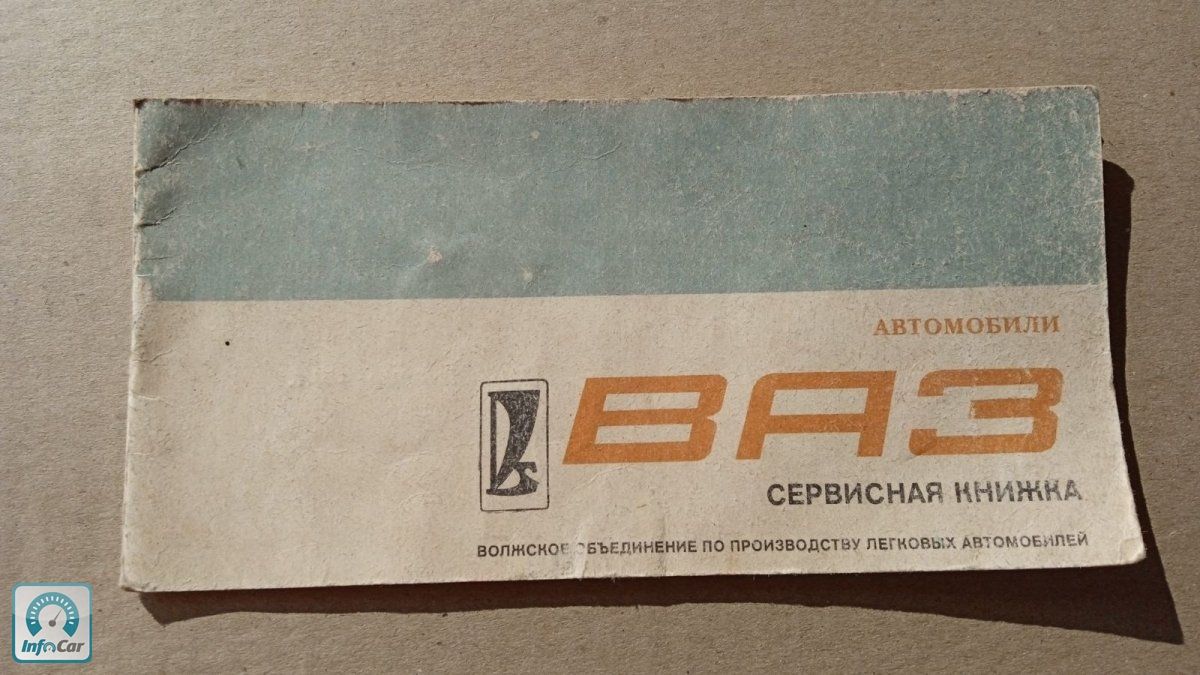 АВТОМОБИЛИ
ВАЗ
СЕРВИСНАЯ КНИЖКА
ВОЛЖСКОЕ ОБЪЕДИНЕНИЕ ПО ПРОИЗВОДСТВУ ЛЕГКОВЫХ АВТОМОБИЛЕЙ
InfoCar